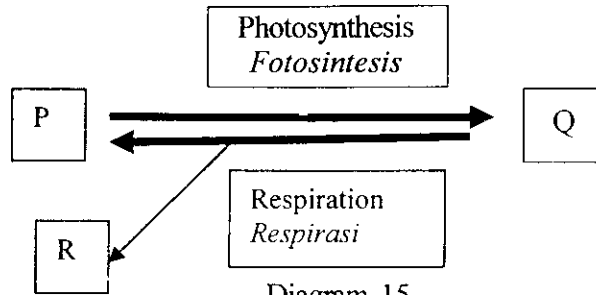 Photosynthesis
Fotosintesis
P
Q
Respiration
Respirasi
R
Diagram 15